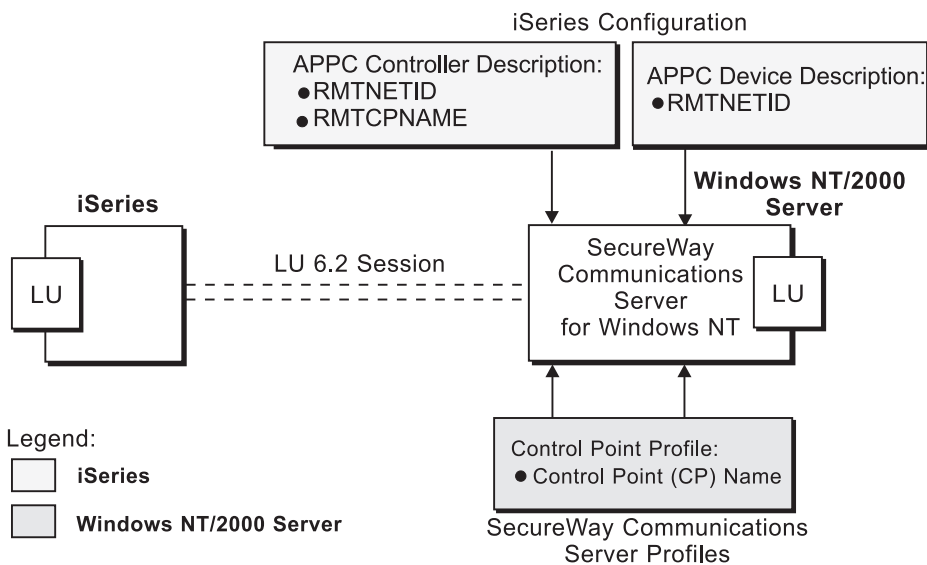 iSeries Configuration
APPC Controller Description:
● RMTNETID
● RMTCPNAME
APPC Device Description:
● RMTNETID
Windows NT/2000
Server
iSeries
LU
LU 6.2 Session
SecureWay
Communications
Server
for Windows NT
LU
Legend:
iSeries
Windows NT/2000 Server
Control Point Profile:
● Control Point (CP) Name
SecureWay Communications
Server Profiles